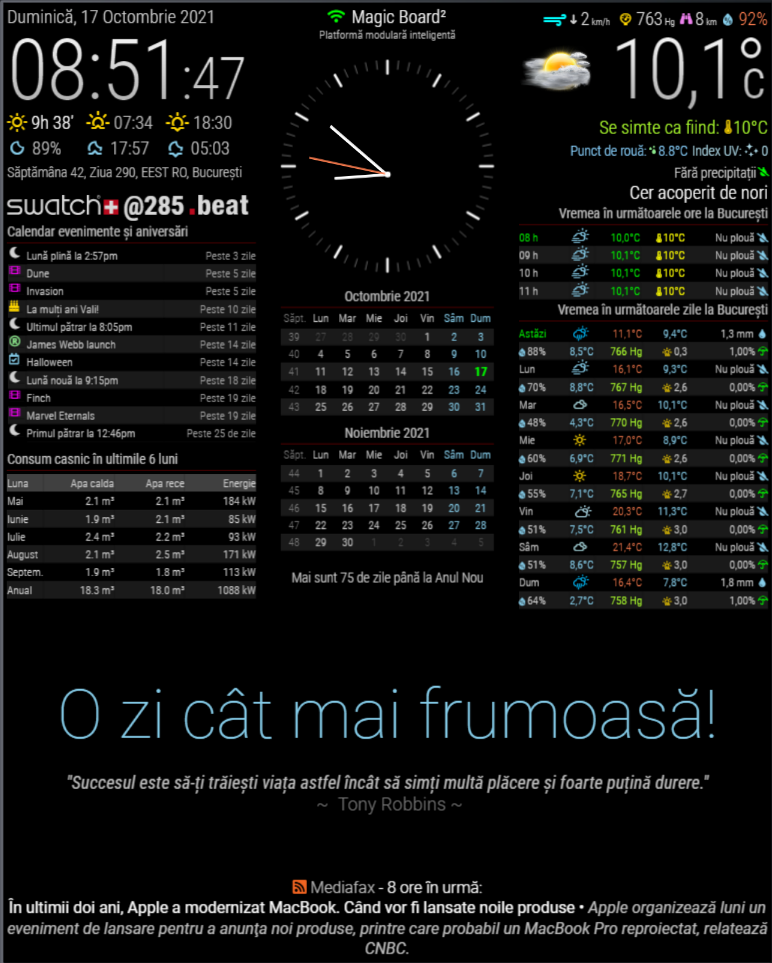 Duminică, 17 Octombrie 2021
08:51:47
9h 38' 07:34 18:30
89% 17:57 05:03
Săptămâna 42, Ziua 290, EEST RO, București
swatch @285 .beat
Calendar evenimente și aniversări
Lună plină la 2:57pm Peste 3 zile
Dune Peste 5 zile
Invasion Peste 5 zile
La mulți ani Vali! Peste 10 zile
Ultimul pătrar la 8:05pm Peste 11 zile
James Webb launch Peste 14 zile
Halloween Peste 14 zile
Lună nouă la 9:15pm Peste 18 zile
Finch Peste 19 zile
Marvel Eternals Peste 19 zile
Primul pătrar la 12:46pm Peste 25 de zile
Consum casnic în ultimile 6 luni
Luna Apa calda Apa rece Energie
Mai 2.1 m³ 2.1 m³ 184 kW
Iunie 1.9 m³ 2.1 m³ 85 kW
Iulie 2.4 m³ 2.2 m³ 93 kW
August 2.1 m³ 2.5 m³ 171 kW
Septem. 1.9 m³ 1.8 m³ 113 kW
Anual 18.3 m³ 18.0 m³ 1088 kW
Magic Board²
Platformă modulară inteligentă
Octombrie 2021
Săpt. Lun Mar Mie Joi Vin Sâm Dum
39 27 28 29 30 1 2 3
40 4 5 6 7 8 9 10
41 11 12 13 14 15 16 17
42 18 19 20 21 22 23 24
43 25 26 27 28 29 30 31
Noiembrie 2021
Săpt. Lun Mar Mie Joi Vin Sâm Dum
44 1 2 3 4 5 6 7
45 8 9 10 11 12 13 14
46 15 16 17 18 19 20 21
47 22 23 24 25 26 27 28
48 29 30 1 2 3 4 5
Mai sunt 75 de zile până la Anul Nou
2 km/h 763 Hg 8 km 92%
10,1°C
Se simte ca fiind: 10°C
Punct de rouă: 8.8°C Index UV: 0
Fără precipitații
Cer acoperit de nori
Vremea în următoarele ore la București
08 h 10,0°C 10°C Nu plouă
09 h 10,1°C 10°C Nu plouă
10 h 10,1°C 10°C Nu plouă
11 h 10,1°C 10°C Nu plouă
Vremea în următoarele zile la București
Astăzi 11,1°C 9,4°C 1,3 mm
88% 8,5°C 766 Hg 0,3 1,00%
Lun 16,1°C 9,3°C Nu plouă
70% 8,8°C 767 Hg 2,6 0,00%
Mar 16,5°C 10,1°C Nu plouă
48% 4,3°C 770 Hg 2,6 0,00%
Mie 17,0°C 8,9°C Nu plouă
60% 6,9°C 771 Hg 2,6 0,00%
Joi 18,7°C 10,1°C Nu plouă
55% 7,1°C 765 Hg 2,7 0,00%
Vin 20,3°C 11,3°C Nu plouă
51% 7,5°C 761 Hg 3,0 0,00%
Sâm 21,4°C 12,8°C Nu plouă
51% 8,6°C 757 Hg 3,0 0,00%
Dum 16,4°C 7,8°C 1,8 mm
64% 2,7°C 758 Hg 3,0 1,00%
O zi cât mai frumoasă!
"Succesul este să-ți trăiești viața astfel încât să simți multă plăcere și foarte puțină durere."
~ Tony Robbins ~
Mediafax - 8 ore în urmă:
În ultimii doi ani, Apple a modernizat MacBook. Când vor fi lansate noile produse • Apple organizează luni un
eveniment de lansare pentru a anunţa noi produse, printre care probabil un MacBook Pro reproiectat, relatează
CNBC.